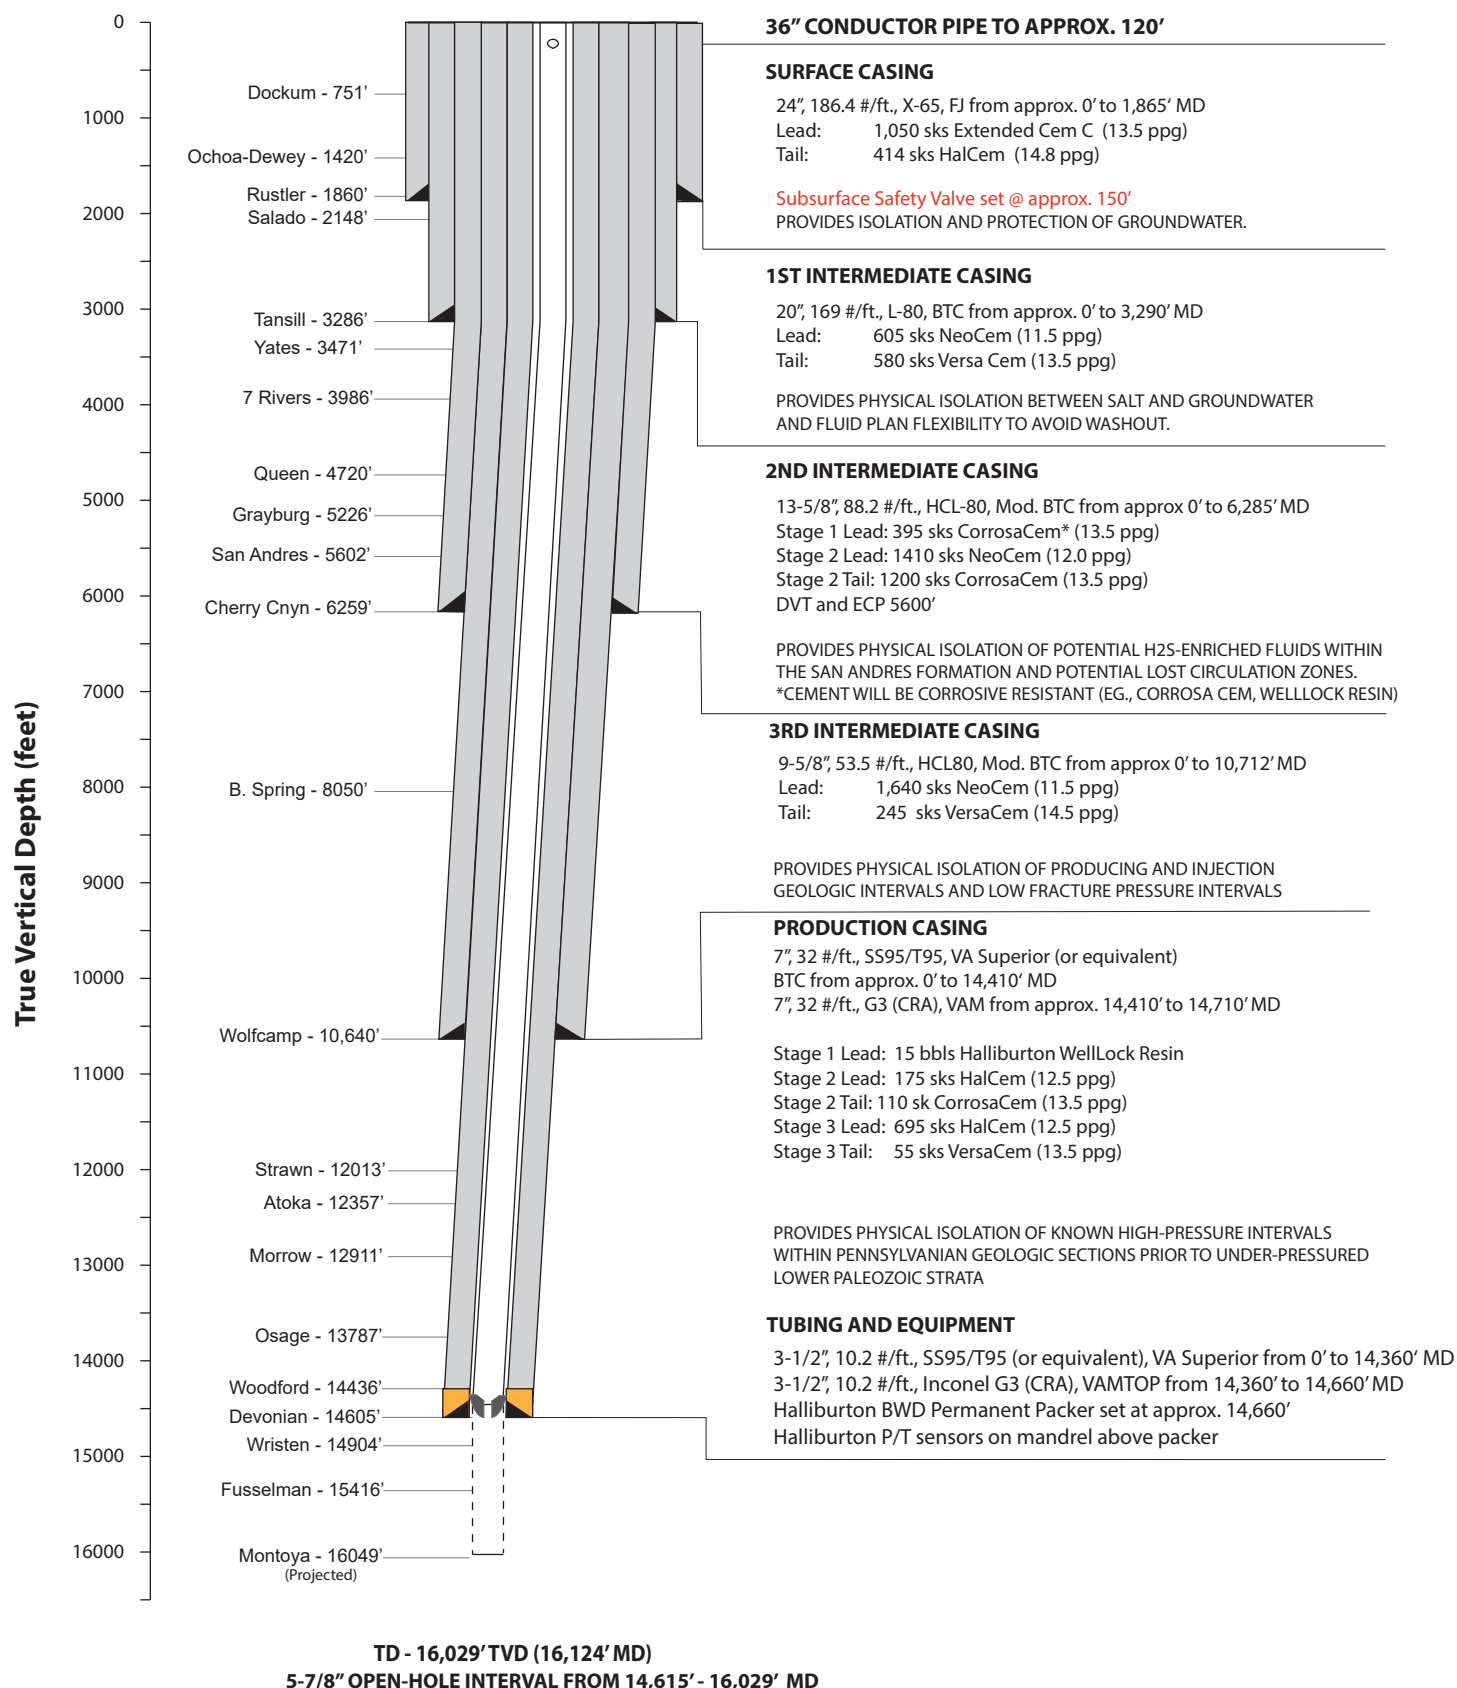 True Vertical Depth (feet)
0
1000
2000
3000
4000
5000
6000
7000
8000
9000
10000
11000
12000
13000
14000
15000
16000
Dockum - 751’
Ochoa-Dewey - 1420’
Rustler - 1860’
Salado - 2148’
Tansill - 3286’
Yates - 3471’
7 Rivers - 3986’
Queen - 4720’
Grayburg - 5226’
San Andres - 5602’
Cherry Cnyn - 6259’
B. Spring - 8050’
Wolfcamp - 10,640’
Strawn - 12013’
Atoka - 12357’
Morrow - 12911’
Osage - 13787’
Woodford - 14436’
Devonian - 14605’
Wristen - 14904’
Fusselman - 15416’
Montoya - 16049’
(Projected)
36” CONDUCTOR PIPE TO APPROX. 120’
SURFACE CASING
24”, 186.4 #/ft., X-65, FJ from approx. 0’ to 1,865‘ MD
Lead: 1,050 sks Extended Cem C (13.5 ppg)
Tail: 414 sks HalCem (14.8 ppg)
Subsurface Safety Valve set @ approx. 150’
PROVIDES ISOLATION AND PROTECTION OF GROUNDWATER.
1ST INTERMEDIATE CASING
20”, 169 #/ft., L-80, BTC from approx. 0’ to 3,290’ MD
Lead: 605 sks NeoCem (11.5 ppg)
Tail: 580 sks Versa Cem (13.5 ppg)
PROVIDES PHYSICAL ISOLATION BETWEEN SALT AND GROUNDWATER
AND FLUID PLAN FLEXIBILITY TO AVOID WASHOUT.
2ND INTERMEDIATE CASING
13-5/8”, 88.2 #/ft., HCL-80, Mod. BTC from approx 0’ to 6,285’ MD
Stage 1 Lead: 395 sks CorrosaCem* (13.5 ppg)
Stage 2 Lead: 1410 sks NeoCem (12.0 ppg)
Stage 2 Tail: 1200 sks CorrosaCem (13.5 ppg)
DVT and ECP 5600’
PROVIDES PHYSICAL ISOLATION OF POTENTIAL H2S-ENRICHED FLUIDS WITHIN
THE SAN ANDRES FORMATION AND POTENTIAL LOST CIRCULATION ZONES.
*CEMENT WILL BE CORROSIVE RESISTANT (EG., CORROSA CEM, WELLLOCK RESIN)
3RD INTERMEDIATE CASING
9-5/8”, 53.5 #/ft., HCL80, Mod. BTC from approx 0’ to 10,712’ MD
Lead: 1,640 sks NeoCem (11.5 ppg)
Tail: 245 sks VersaCem (14.5 ppg)
PROVIDES PHYSICAL ISOLATION OF PRODUCING AND INJECTION
GEOLOGIC INTERVALS AND LOW FRACTURE PRESSURE INTERVALS
PRODUCTION CASING
7”, 32 #/ft., SS95/T95, VA Superior (or equivalent)
BTC from approx. 0’ to 14,410‘ MD
7”, 32 #/ft., G3 (CRA), VAM from approx. 14,410’ to 14,710’ MD
Stage 1 Lead: 15 bbls Halliburton WellLock Resin
Stage 2 Lead: 175 sks HalCem (12.5 ppg)
Stage 2 Tail: 110 sk CorrosaCem (13.5 ppg)
Stage 3 Lead: 695 sks HalCem (12.5 ppg)
Stage 3 Tail: 55 sks VersaCem (13.5 ppg)
PROVIDES PHYSICAL ISOLATION OF KNOWN HIGH-PRESSURE INTERVALS
WITHIN PENNSYLVANIAN GEOLOGIC SECTIONS PRIOR TO UNDER-PRESSURED
LOWER PALEOZOIC STRATA
TUBING AND EQUIPMENT
3-1/2”, 10.2 #/ft., SS95/T95 (or equivalent), VA Superior from 0’ to 14,360‘ MD
3-1/2”, 10.2 #/ft., Inconel G3 (CRA), VAMTOP from 14,360’ to 14,660’ MD
Halliburton BWD Permanent Packer set at approx. 14,660’
Halliburton P/T sensors on mandrel above packer
TD - 16,029’ TVD (16,124’ MD)
5-7/8” OPEN-HOLE INTERVAL FROM 14,615’ - 16,029’ MD